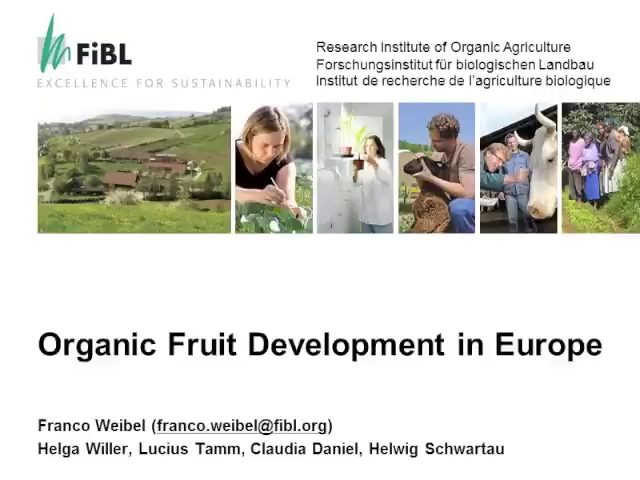 FiBL
EXCELLENCE FOR SUSTAINABILITY
Research Institute of Organic Agriculture
Forschungsinstitut für biologischen Landbau
Institut de recherche de l’agriculture biologique
Organic Fruit Development in Europe
Franco Weibel (franco.weibel@fibl.org)
Helga Willer, Lucius Tamm, Claudia Daniel, Helwig Schwartau